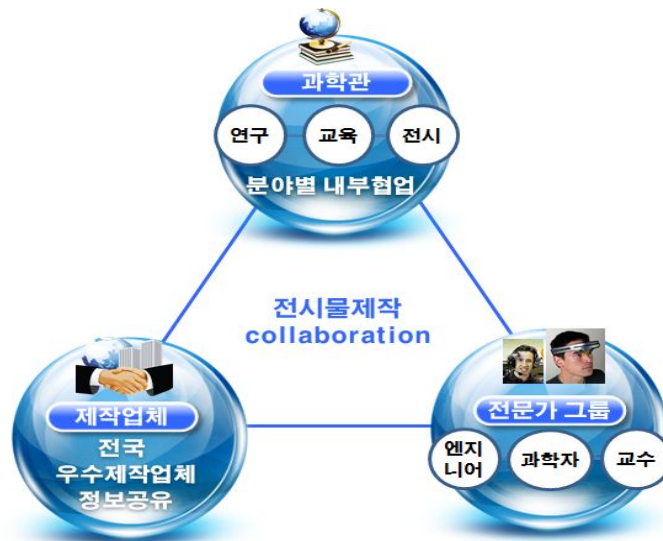 과학관
연구 교육 전시
분야별 내부협업
전시물제작
collaboration
제작업체
전국
우수제작업체
정보공유
전문가 그룹
엔지
니어
과학자
교수